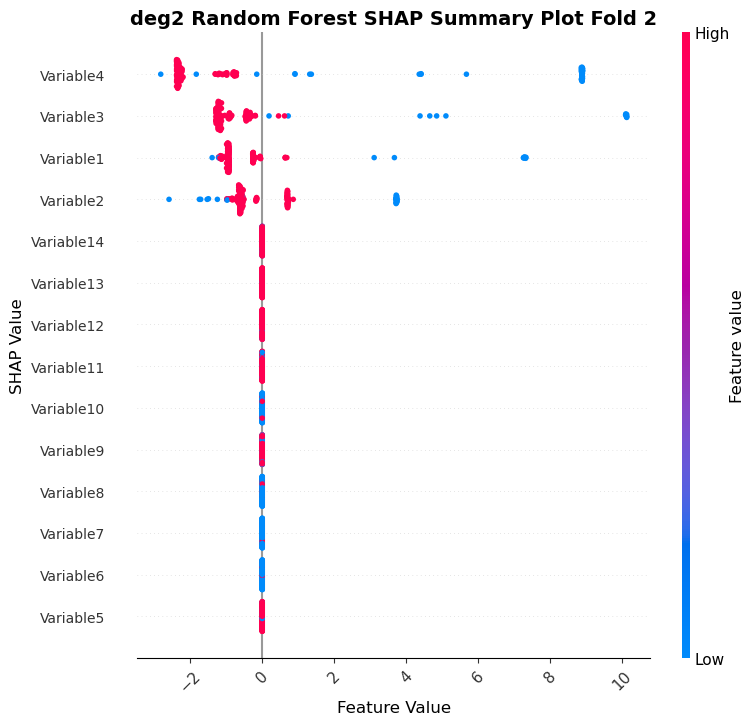 deg2 Random Forest SHAP Summary Plot Fold 2
High
Variable4
Variable3
Variable1
Variable2
Variable14
Variable13
Variable12
Variable11
Variable10
Variable9
Variable8
Variable7
Variable6
Variable5
SHAP Value
Feature value
Low
−2 0 2 4 6 8 10
Feature Value